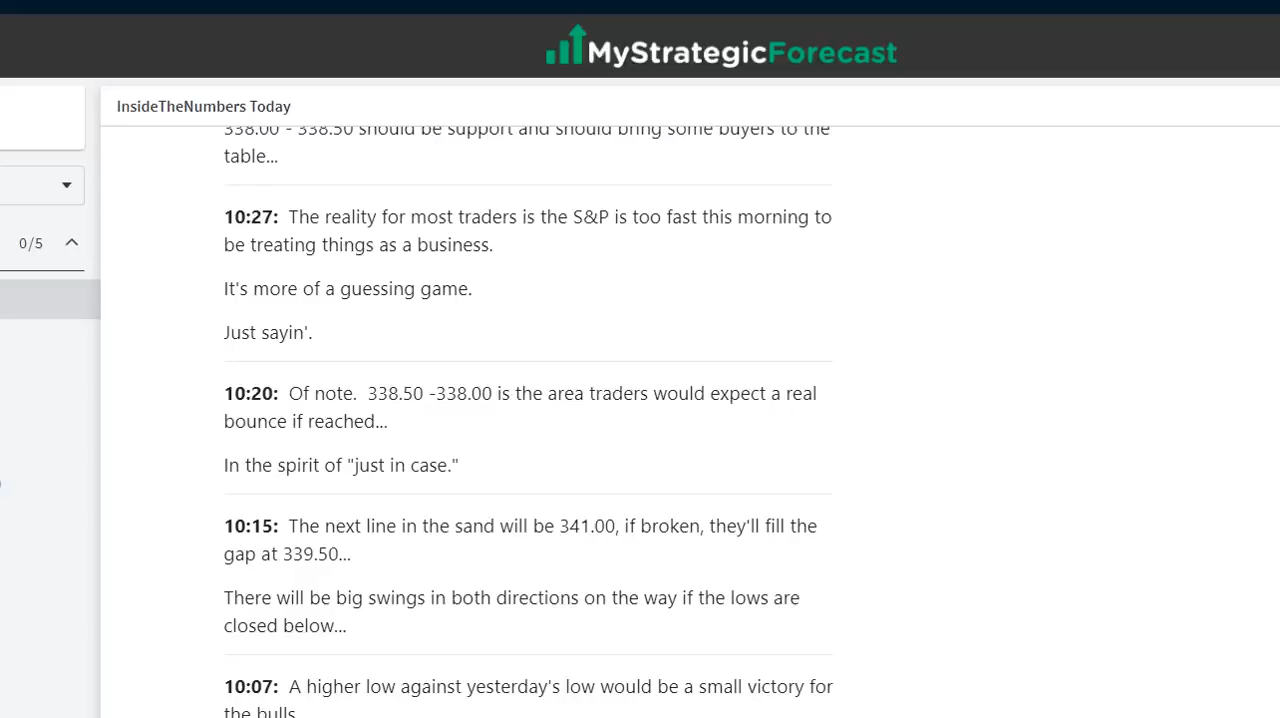 MyStrategicForecast
InsideTheNumbers Today
338.00 - 338.50 should be support and should bring some buyers to the
table...
10:27: The reality for most traders is the S&P is too fast this morning to
be treating things as a business.
It's more of a guessing game.
Just sayin'.
0/5
10:20: Of note. 338.50 -338.00 is the area traders would expect a real
bounce if reached...
In the spirit of "just in case."
10:15: The next line in the sand will be 341.00, if broken, they'll fill the
gap at 339.50...
There will be big swings in both directions on the way if the lows are
closed below...
10:07: A higher low against yesterday's low would be a small victory for
the bulls